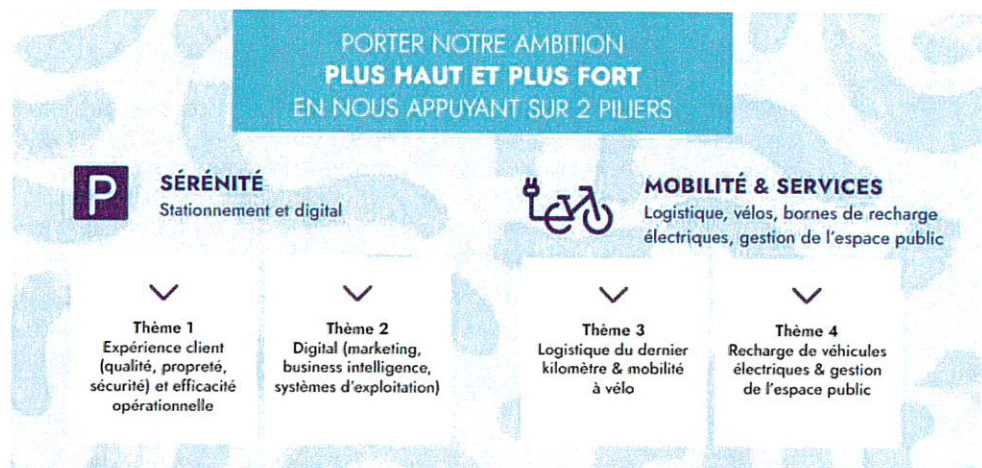 PORTER NOTRE AMBITION
PLUS HAUT ET PLUS FORT
EN NOUS APPUYANT SUR 2 PILIERS
P
SÉRÉNITÉ
Stationnement et digital
MOBILITÉ & SERVICES
Logistique, vélos, bornes de recharge
électriques, gestion de l'espace public
Thème 1
Expérience client
(qualité, propreté,
sécurité) et efficacité
opérationnelle
Thème 2
Digital (marketing,
business intelligence,
systèmes d'exploitation)
Thème 3
Logistique du dernier
kilomètre & mobilité
à vélo
Thème 4
Recharge de véhicules
électriques & gestion
de l'espace public